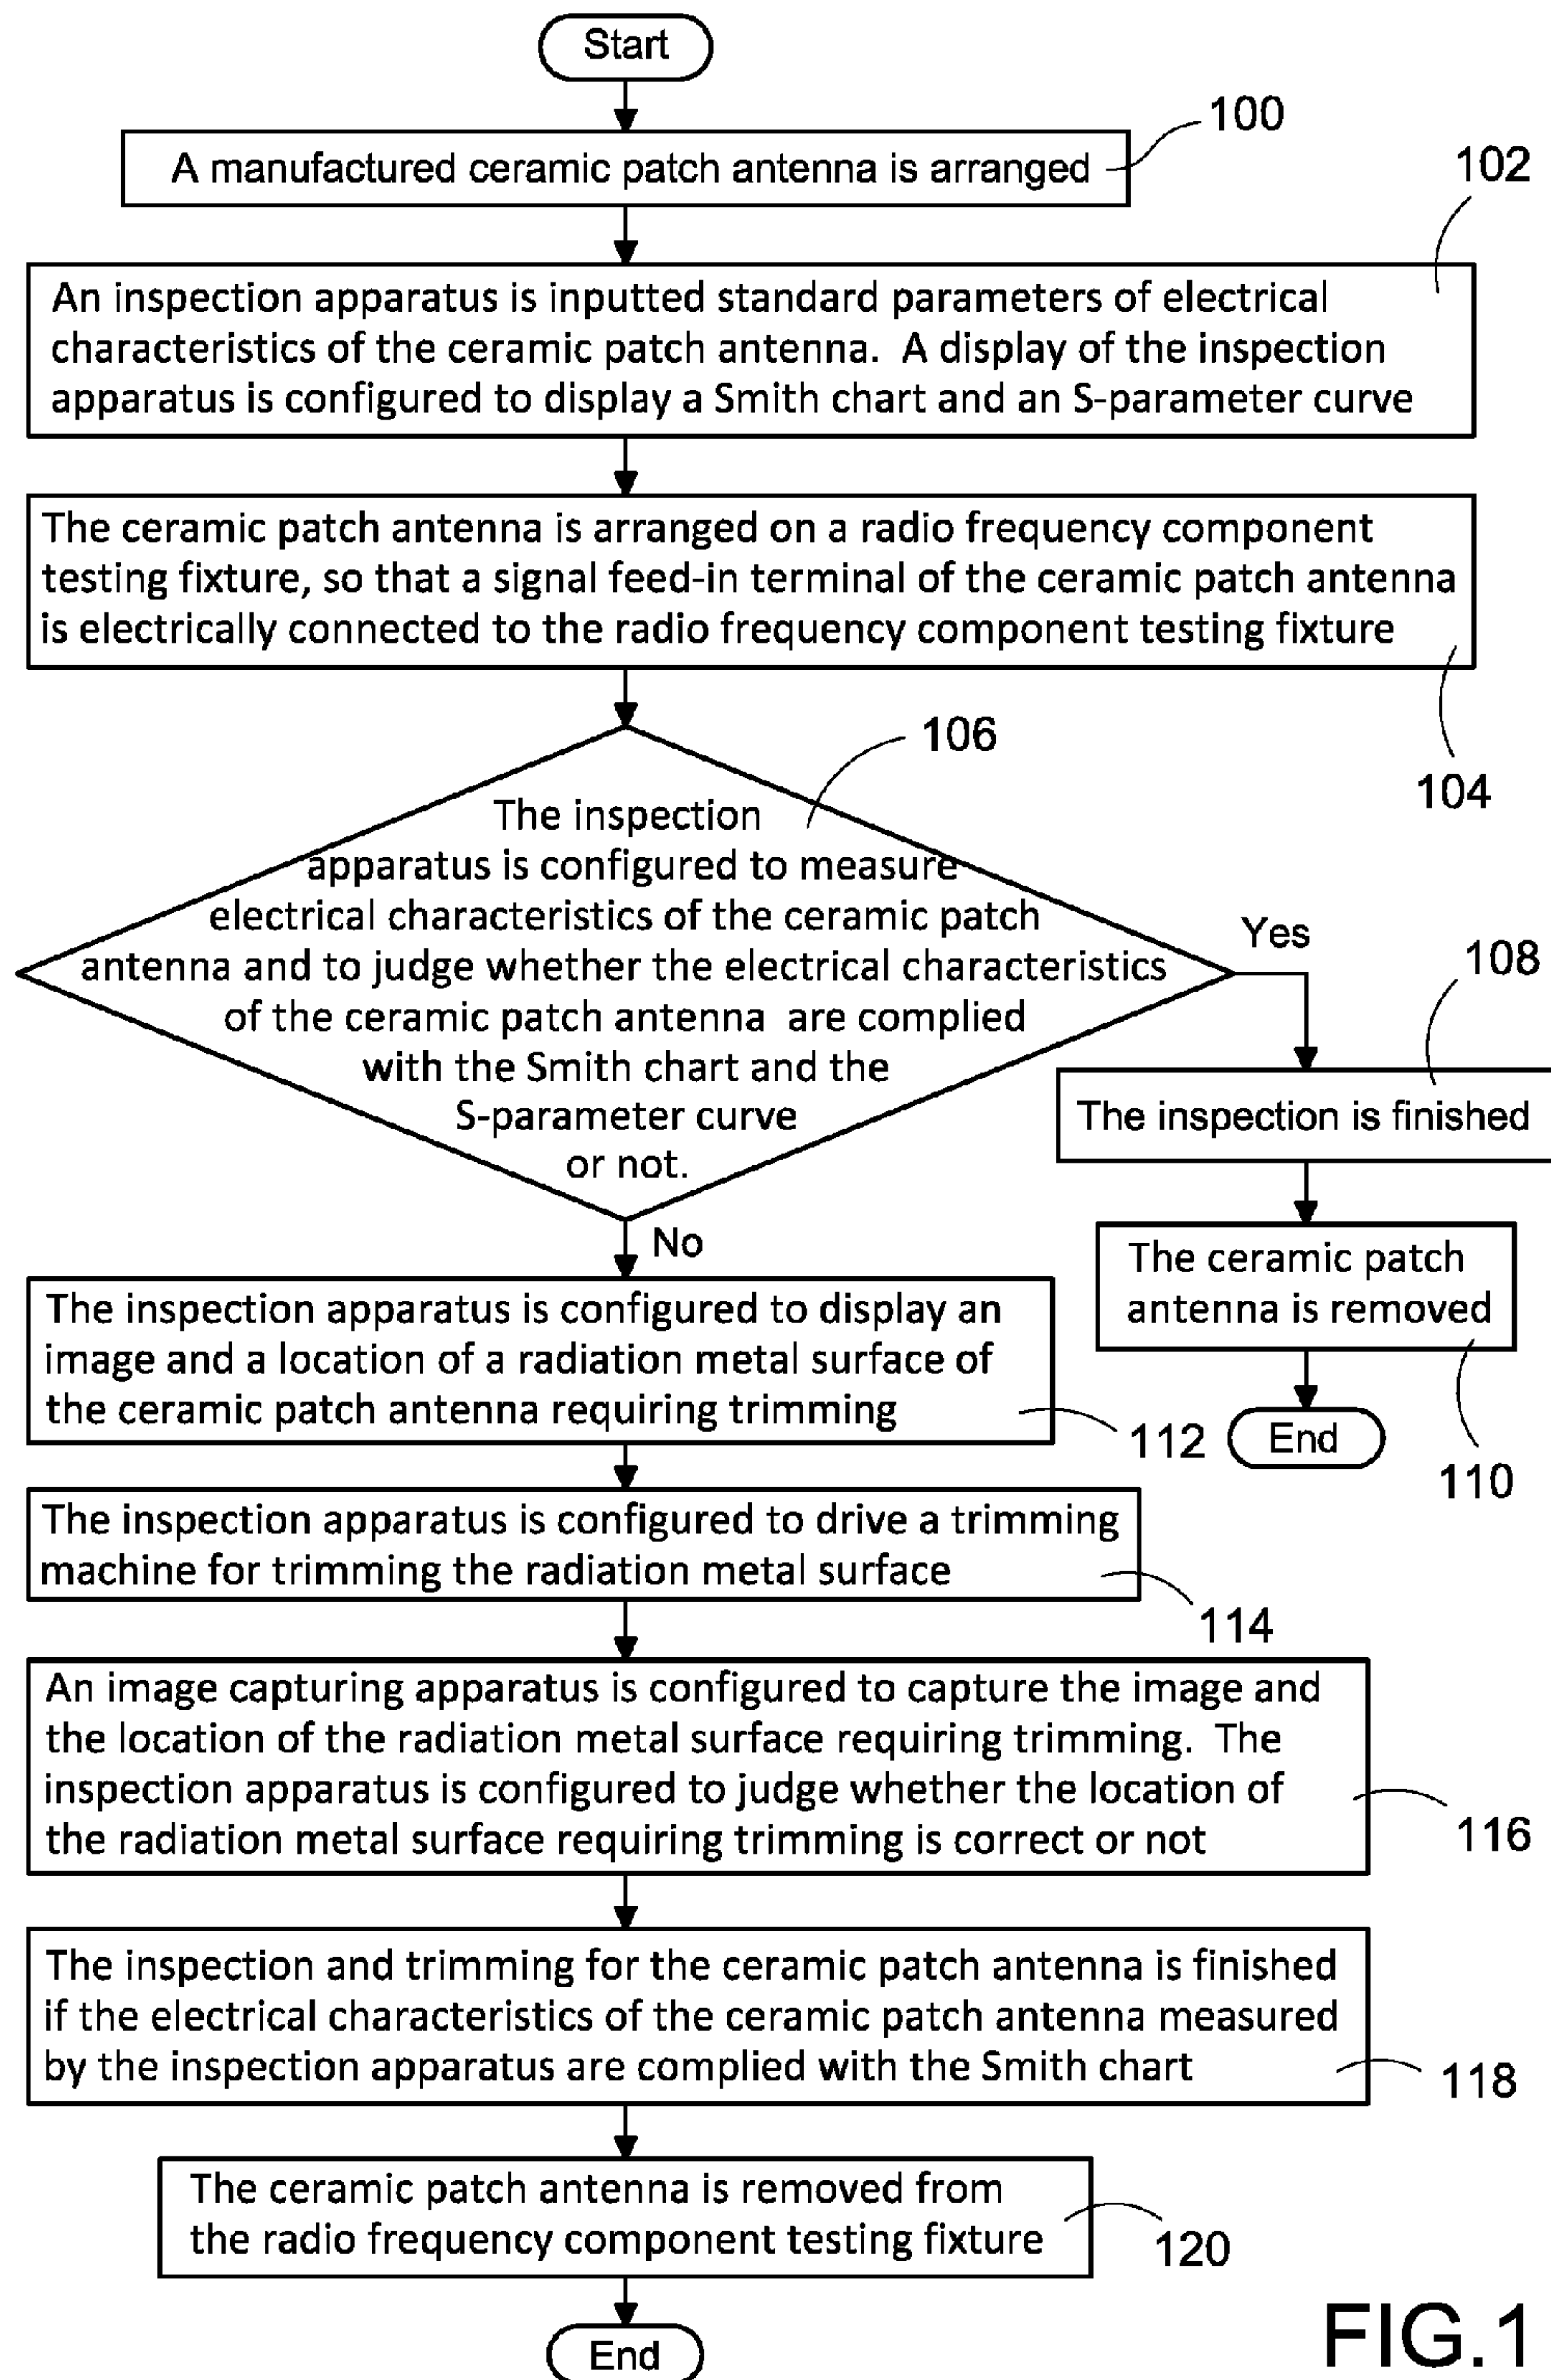 Start
100
A manufactured ceramic patch antenna is arranged
102
An inspection apparatus is inputted standard parameters of electrical
characteristics of the ceramic patch antenna.  A display of the inspection
apparatus is configured to display a Smith chart and an S-parameter curve
The ceramic patch antenna is arranged on a radio frequency component
testing fixture, so that a signal feed-in terminal of the ceramic patch antenna
is electrically connected to the radio frequency component testing fixture
104
106
The inspection
apparatus is configured to measure
electrical characteristics of the ceramic patch
antenna and to judge whether the electrical characteristics
of the ceramic patch antenna  are complied
with the Smith chart and the
S-parameter curve
or not.
Yes
108
The inspection is finished
The ceramic patch
antenna is removed
110
End
No
The inspection apparatus is configured to display an
image and a location of a radiation metal surface of
the ceramic patch antenna requiring trimming
112
The inspection apparatus is configured to drive a trimming
machine for trimming the radiation metal surface
114
An image capturing apparatus is configured to capture the image and
the location of the radiation metal surface requiring trimming.  The
inspection apparatus is configured to judge whether the location of
the radiation metal surface requiring trimming is correct or not
116
The inspection and trimming for the ceramic patch antenna is finished
if the electrical characteristics of the ceramic patch antenna measured
by the inspection apparatus are complied with the Smith chart
118
The ceramic patch antenna is removed from
the radio frequency component testing fixture
120
End
FIG.1